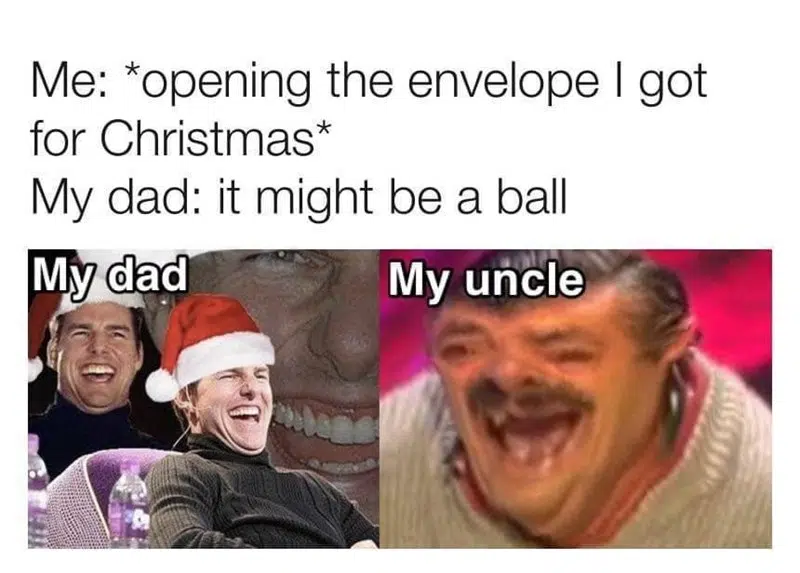 Me: *opening the envelope I got
for Christmas*
My dad: it might be a ball
My dad
My uncle